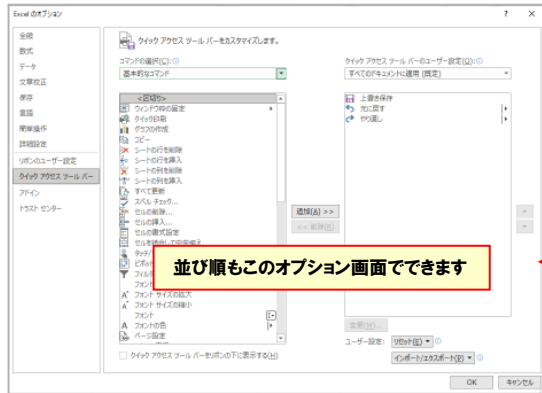 Excel のオプション
? ×
全般
数式
データ
文章校正
保存
言語
簡単操作
詳細設定
リボンのユーザー設定
クイック アクセス ツール バー
アドイン
トラスト センター
クイック アクセス ツール バーをカスタマイズします。
コマンドの選択(C):
基本的なコマンド
<区切り>
ウィンドウ枠の固定
クイック印刷
グラフの作成
コピー
シートの行を削除
シートの行を挿入
シートの列を削除
シートの列を挿入
すべて更新
スペル チェック...
セルの削除...
セルの挿入...
セルの書式設定
セルを結合して中央揃え
フォント サイズの拡大
フォント サイズの縮小
フォント
フォントの色
ページ設定
クイック アクセス ツール バーをリボンの下に表示する(H)
追加(A) >>
<< 削除(R)
クイック アクセス ツール バーのユーザー設定(Q):
すべてのドキュメントに適用 (既定)
上書き保存
元に戻す
やり直し
並び順もこのオプション画面でできます
変更(M)...
ユーザー設定: リセット(E)
インポート/エクスポート(P)
OK キャンセル